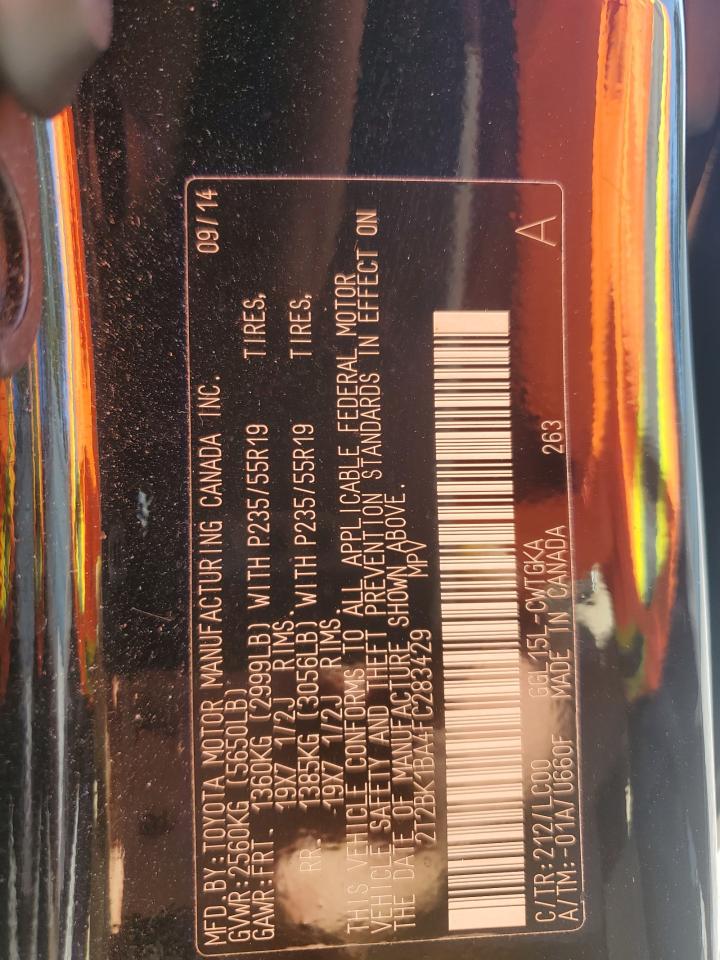 MFD.BY:TOYOTA MOTOR MANUFACTURING CANADA INC. 09/14
GVWR:2560KG (5650LB)
GAWR:FRT. 1360KG (2999LB) WITH P235/55R19 TIRES,
19X7 1/2J RIMS.
RR. 1385KG (3056LB) WITH P235/55R19 TIRES,
19X7 1/2J RIMS.
THIS VEHICLE CONFORMS TO ALL APPLICABLE FEDERAL MOTOR
VEHICLE SAFETY AND THEFT PREVENTION STANDARDS IN EFFECT ON
THE DATE OF MANUFACTURE SHOWN ABOVE.
2T2BK1BA4FC283429 MPV
C/TR:212/LC00 GGL15L-CWTGKA 263 A
A/TM:-01A/U660F MADE IN CANADA